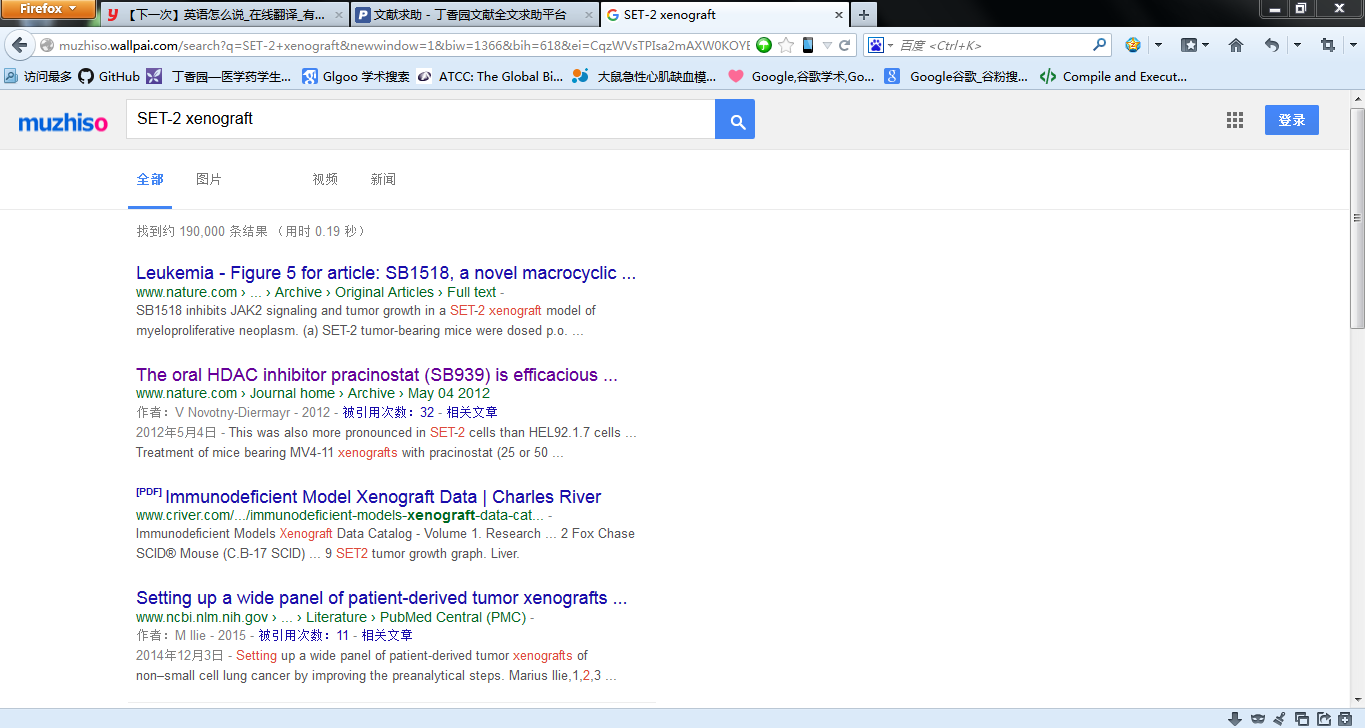 Firefox
【下一次】英语怎么说_在线翻译_有...
文献求助 - 丁香园文献全文求助平台
SET-2 xenograft
muzhiso.wallpai.com/search?q=SET-2+xenograft&newwindow=1&biw=1366&bih=618&ei=CqzWVsTPIsa2mAXW0KOYE
百度 <Ctrl+K>
访问最多 GitHub 丁香园—医学药学生... Glgoo 学术搜索 ATCC: The Global Bi... 大鼠急性心肌缺血模... Google,谷歌学术,Go... Google谷歌_谷粉搜... Compile and Execut...
muzhiso
SET-2 xenograft
登录
全部 图片 视频 新闻
找到约 190,000 条结果 （用时 0.19 秒）
Leukemia - Figure 5 for article: SB1518, a novel macrocyclic ...
www.nature.com › ... › Archive › Original Articles › Full text -
SB1518 inhibits JAK2 signaling and tumor growth in a SET-2 xenograft model of
myeloproliferative neoplasm. (a) SET-2 tumor-bearing mice were dosed p.o. ...
The oral HDAC inhibitor pracinostat (SB939) is efficacious ...
www.nature.com › Journal home › Archive › May 04 2012
作者：V Novotny-Diermayr - 2012 - 被引用次数：32 - 相关文章
2012年5月4日 - This was also more pronounced in SET-2 cells than HEL92.1.7 cells ...
Treatment of mice bearing MV4-11 xenografts with pracinostat (25 or 50 ...
[PDF] Immunodeficient Model Xenograft Data | Charles River
www.criver.com/.../immunodeficient-models-xenograft-data-cat... -
Immunodeficient Models Xenograft Data Catalog - Volume 1. Research ... 2 Fox Chase
SCID® Mouse (C.B-17 SCID) ... 9 SET2 tumor growth graph. Liver.
Setting up a wide panel of patient-derived tumor xenografts ...
www.ncbi.nlm.nih.gov › ... › Literature › PubMed Central (PMC) -
作者：M Ilie - 2015 - 被引用次数：11 - 相关文章
2014年12月3日 - Setting up a wide panel of patient-derived tumor xenografts of
non–small cell lung cancer by improving the preanalytical steps. Marius Ilie,1,2,3 ...